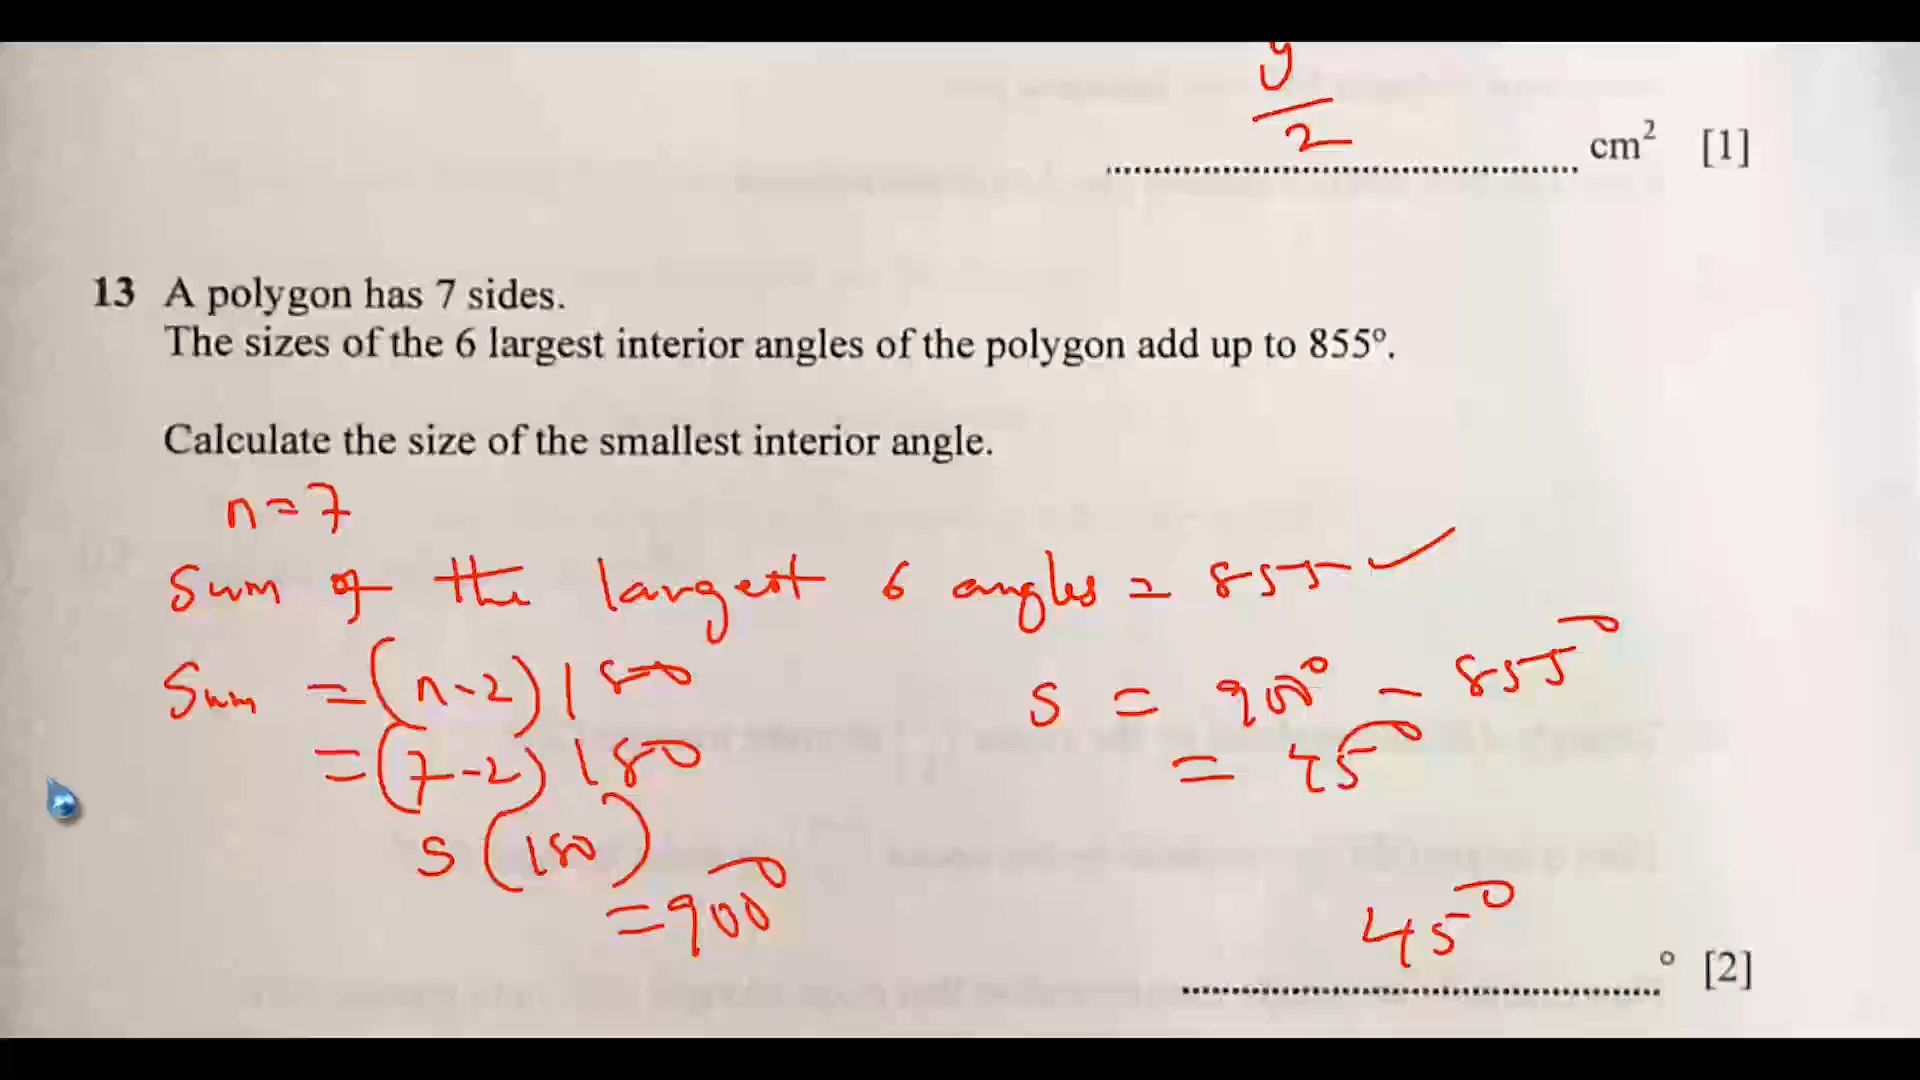 y
2
cm² [1]
13 A polygon has 7 sides.
The sizes of the 6 largest interior angles of the polygon add up to 855°.
Calculate the size of the smallest interior angle.
n=7
Sum of the largest 6 angles = 855 ✓
Sum = (n-2)180
= (7-2)180
5(180)
=900°
S = 900° - 855°
= 45°
45°
° [2]